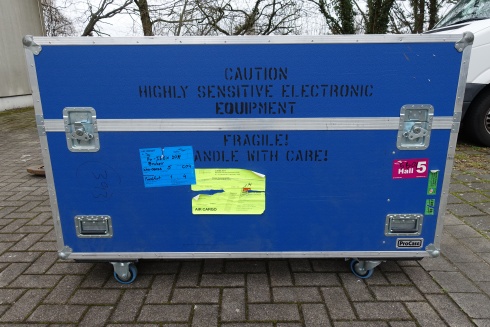 CAUTION
HIGHLY SENSITIVE ELECTRONIC
EQUIPMENT
FRAGILE!
HANDLE WITH CARE!
Hall 5
AIR CARGO
ProCase